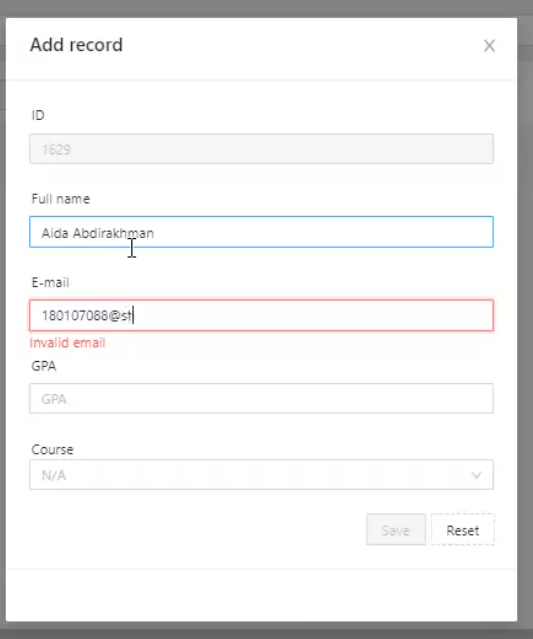 Add record
ID
1629
Full name
Aida Abdirakhman
E-mail
180107088@st
Invalid email
GPA
GPA
Course
N/A
Save Reset